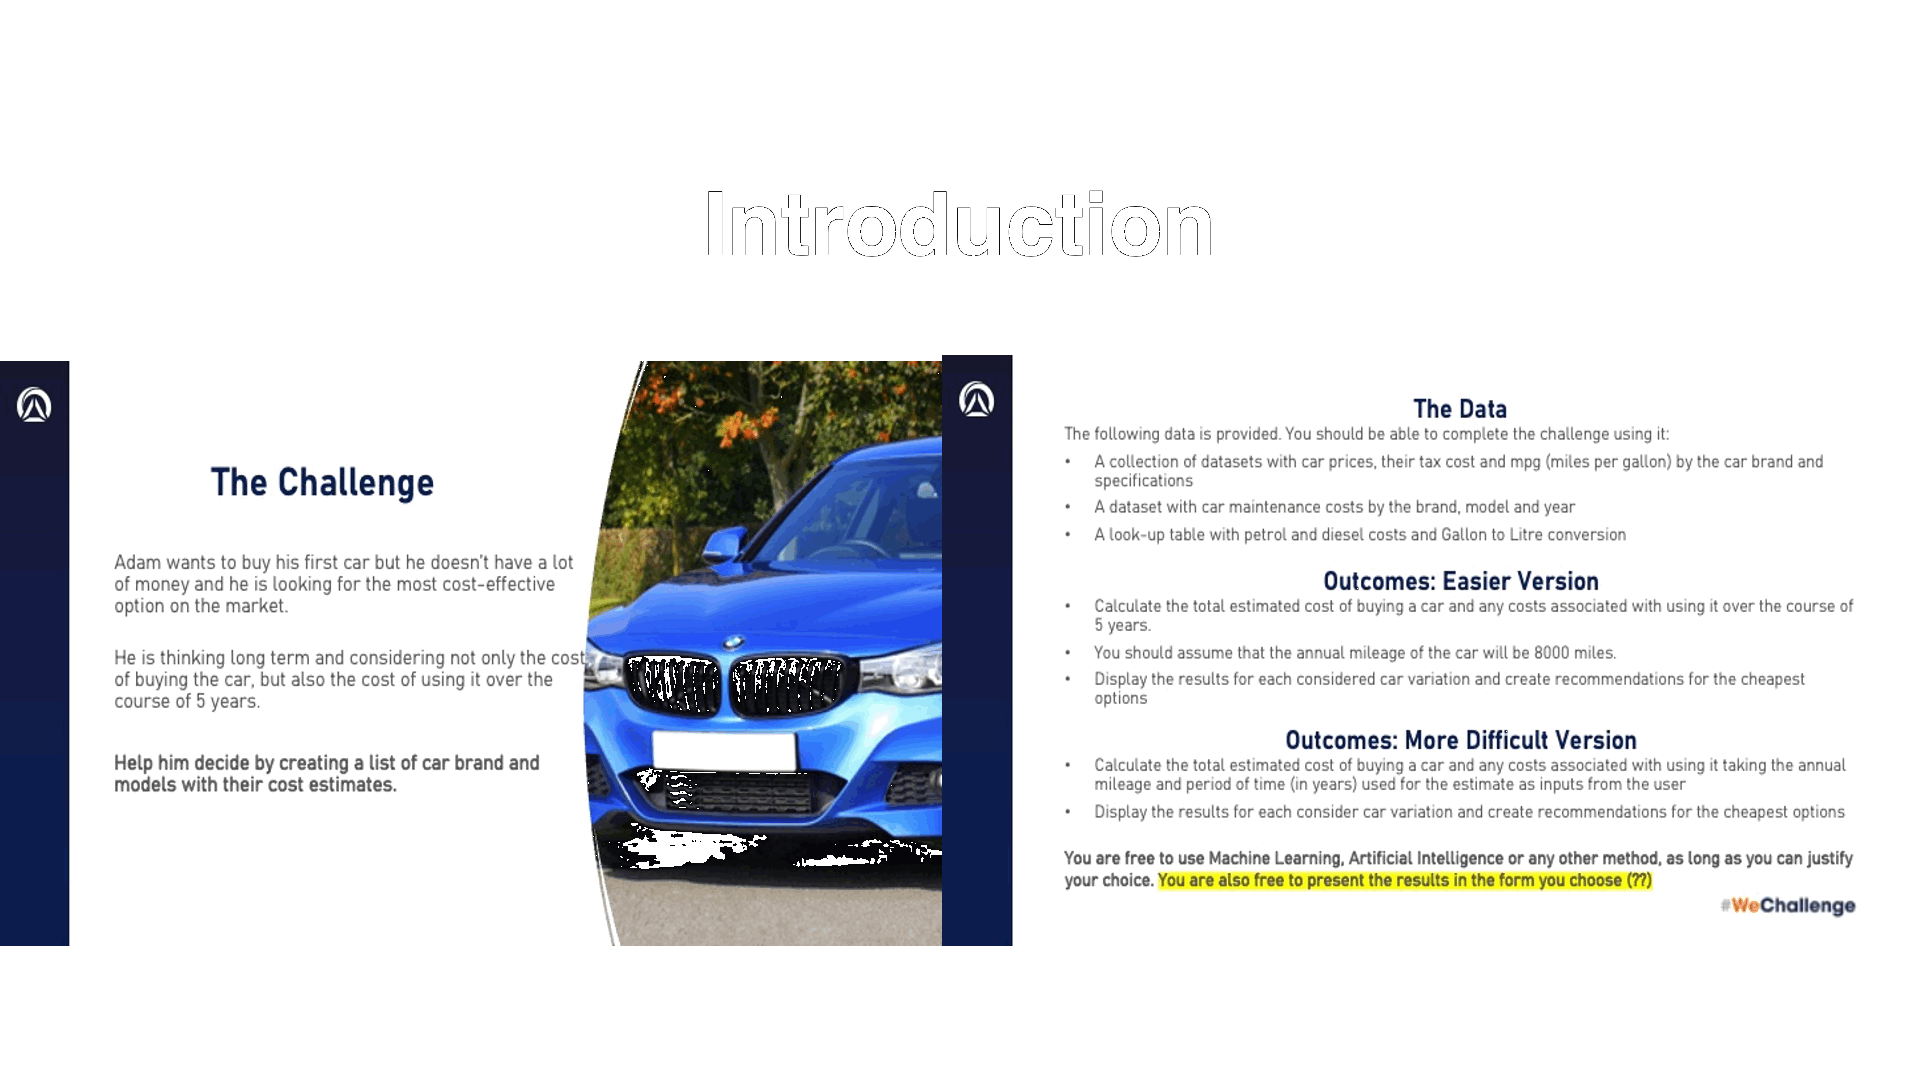 Introduction
The Challenge
Adam wants to buy his first car but he doesn't have a lot
of money and he is looking for the most cost-effective
option on the market.
He is thinking long term and considering not only the cost
of buying the car, but also the cost of using it over the
course of 5 years.
Help him decide by creating a list of car brand and
models with their cost estimates.
The Data
The following data is provided. You should be able to complete the challenge using it:
• A collection of datasets with car prices, their tax cost and mpg (miles per gallon) by the car brand and
specifications
• A dataset with car maintenance costs by the brand, model and year
• A look-up table with petrol and diesel costs and Gallon to Litre conversion
Outcomes: Easier Version
• Calculate the total estimated cost of buying a car and any costs associated with using it over the course of
5 years.
• You should assume that the annual mileage of the car will be 8000 miles.
• Display the results for each considered car variation and create recommendations for the cheapest
options
Outcomes: More Difficult Version
• Calculate the total estimated cost of buying a car and any costs associated with using it taking the annual
mileage and period of time (in years) used for the estimate as inputs from the user
• Display the results for each consider car variation and create recommendations for the cheapest options
You are free to use Machine Learning, Artificial Intelligence or any other method, as long as you can justify
your choice. You are also free to present the results in the form you choose (??)
#WeChallenge